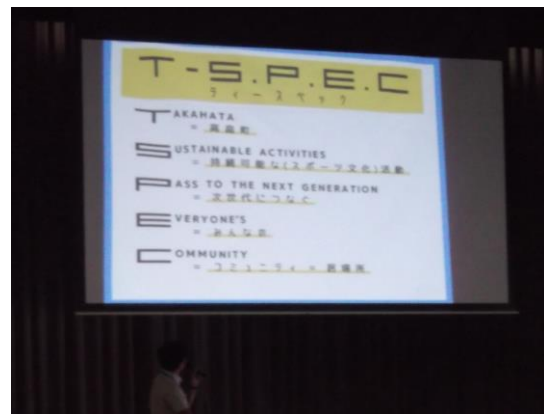 T-S.P.E.C
ティースペック
TAKAHATA
= 高畠町
SUSTAINABLE ACTIVITIES
= 持続可能な(スポーツ文化)活動
PASS TO THE NEXT GENERATION
= 次世代につなぐ
EVERYONE'S
= みんなの
COMMUNITY
= コミュニティ = 居場所